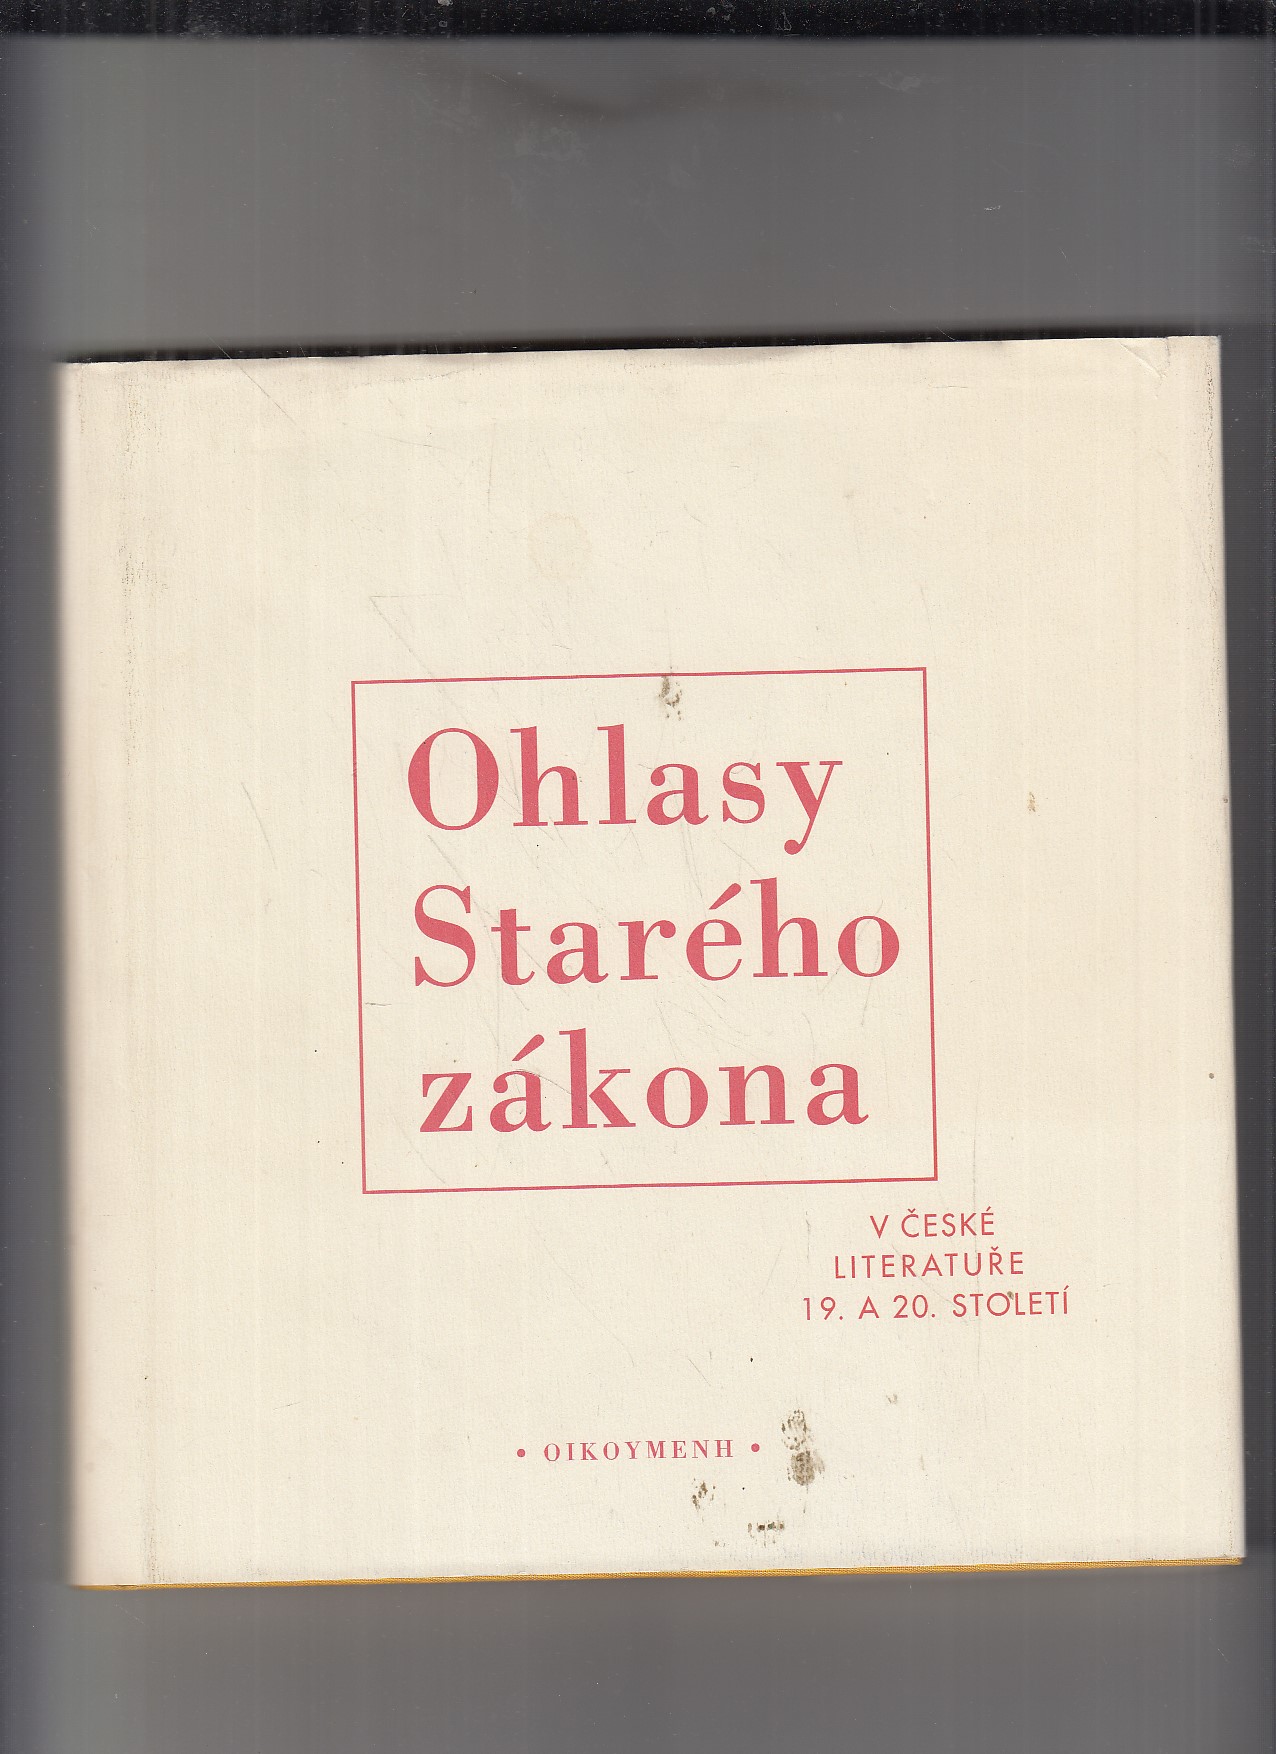 Ohlasy
Starého
zákona
V ČESKÉ
LITERATUŘE
19. A 20. STOLETÍ
• OIKOYMENH •